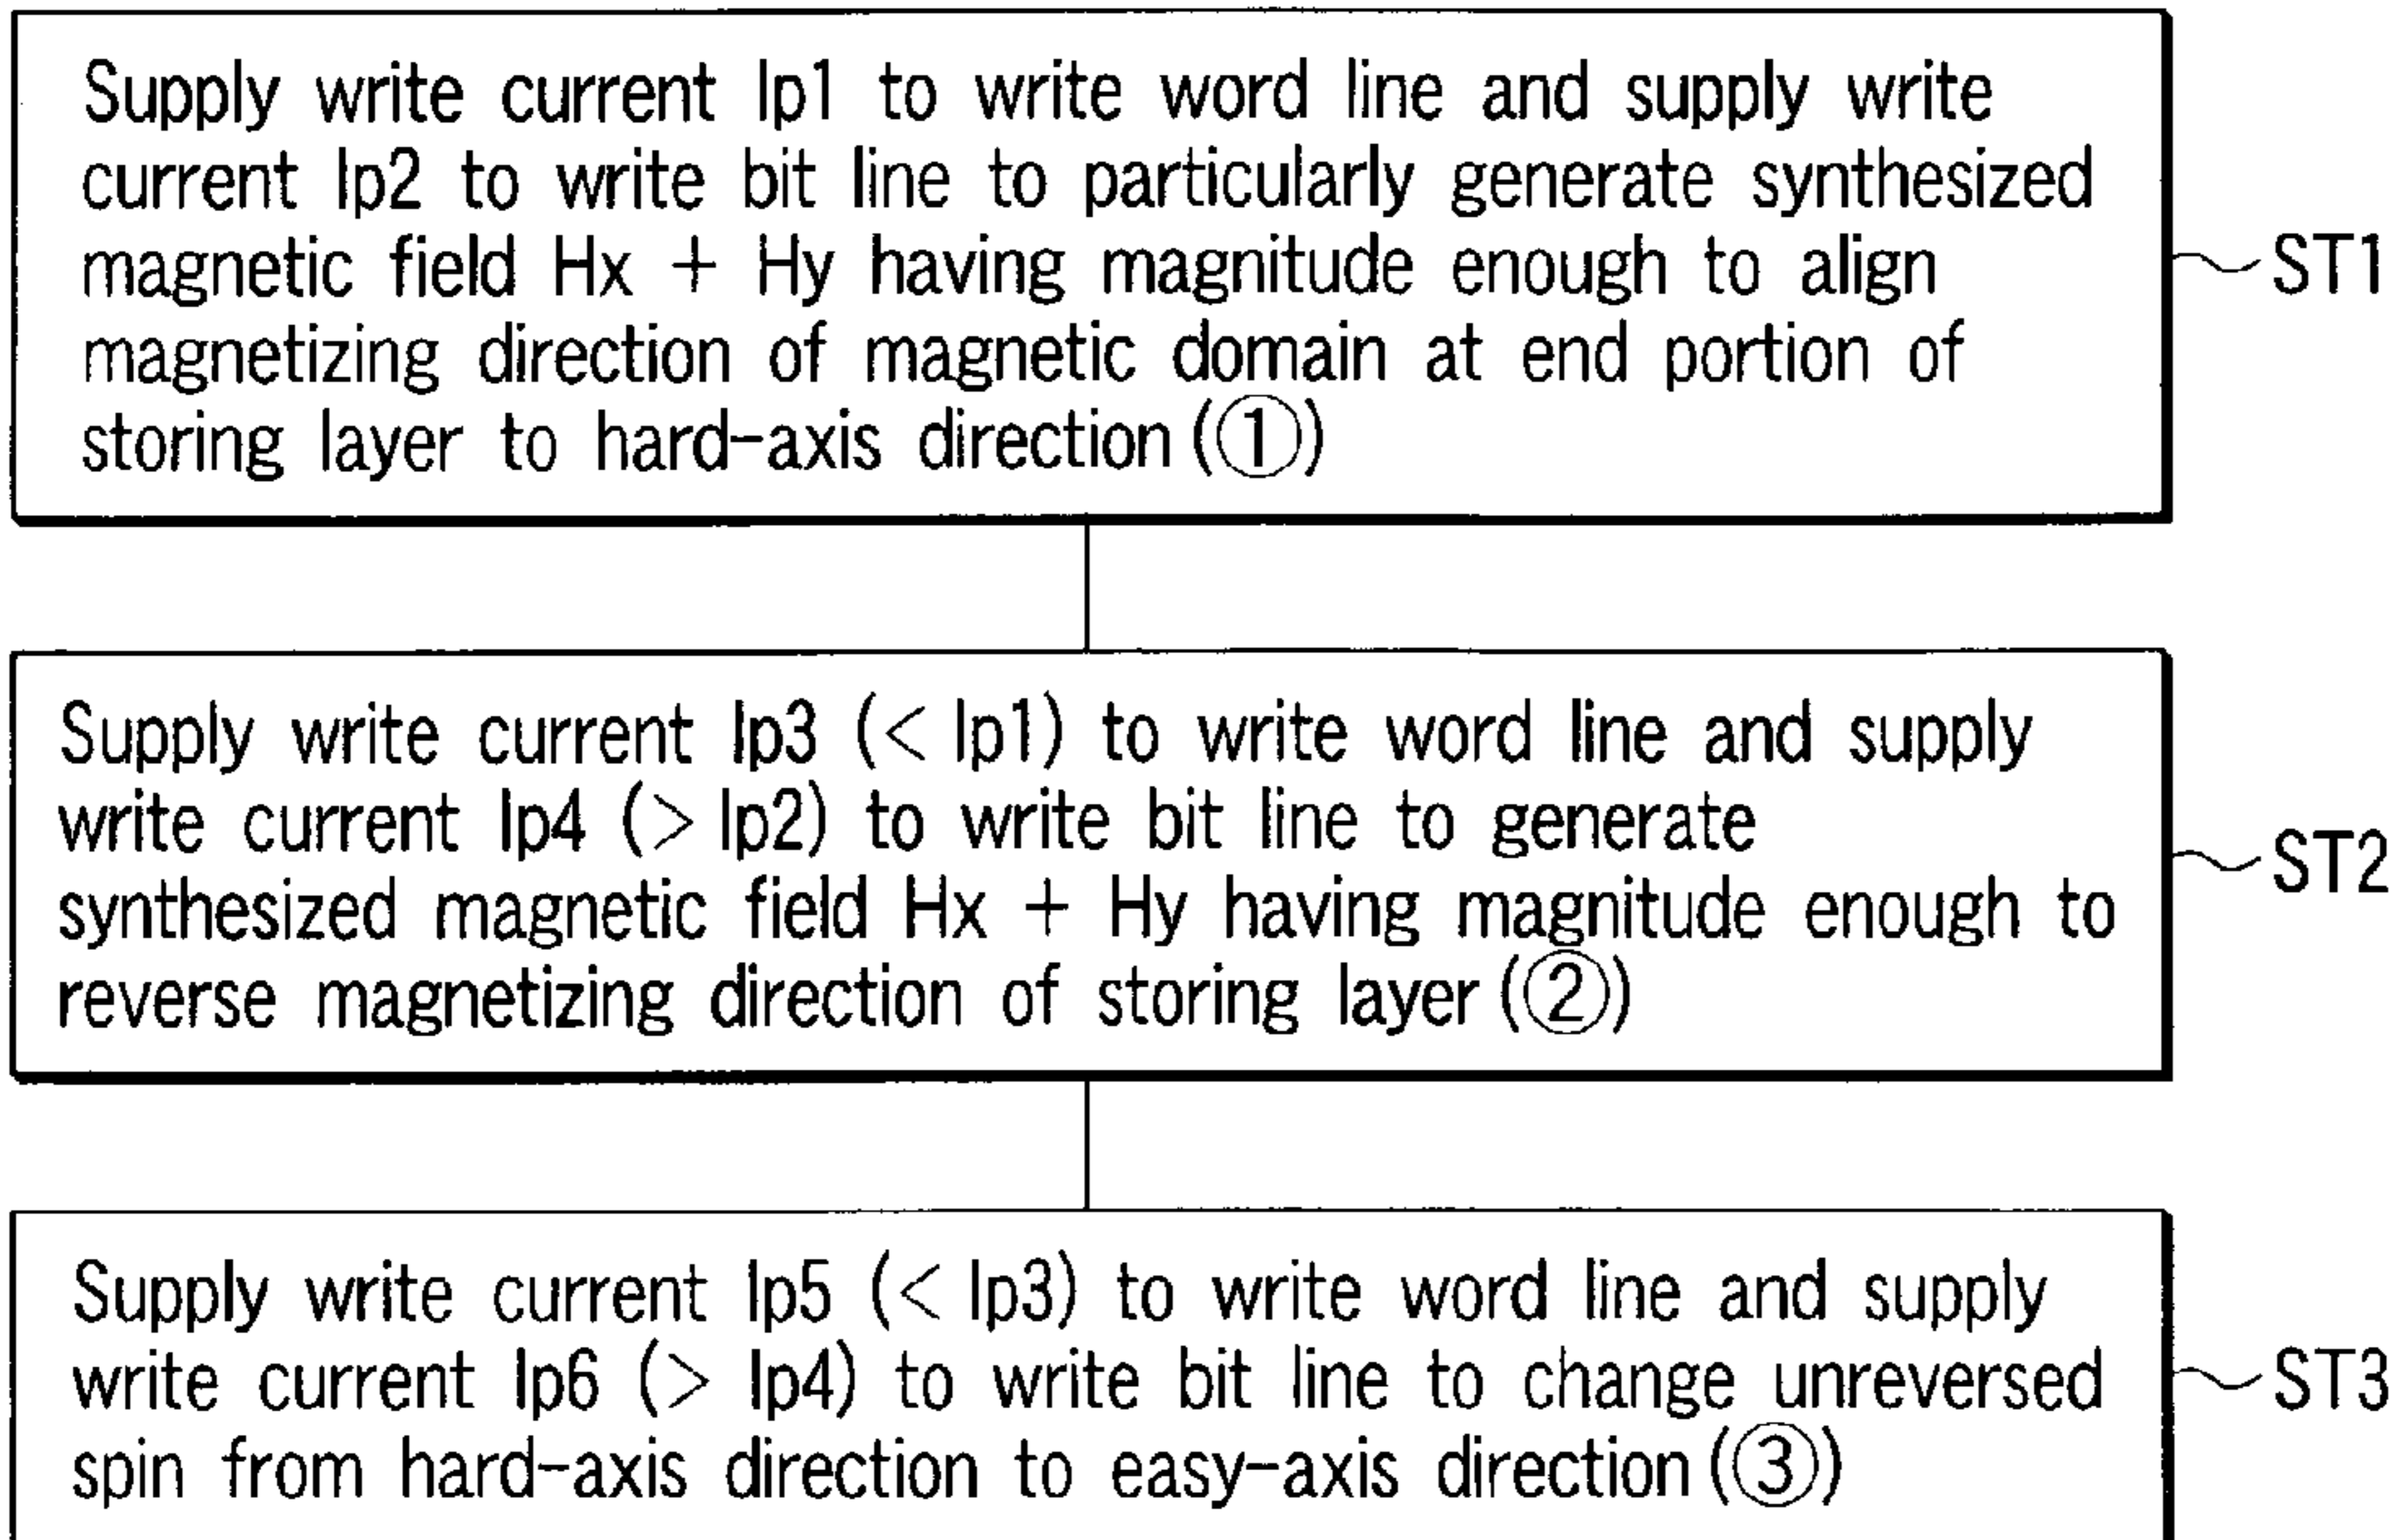 Supply write current Ip1 to write word line and supply write
current Ip2 to write bit line to particularly generate synthesized
magnetic field Hx + Hy having magnitude enough to align
magnetizing direction of magnetic domain at end portion of
storing layer to hard-axis direction (①)
ST1
Supply write current Ip3 (< Ip1) to write word line and supply
write current Ip4 (> Ip2) to write bit line to generate
synthesized magnetic field Hx + Hy having magnitude enough to
reverse magnetizing direction of storing layer (②)
ST2
Supply write current Ip5 (< Ip3) to write word line and supply
write current Ip6 (> Ip4) to write bit line to change unreversed
spin from hard-axis direction to easy-axis direction (③)
ST3